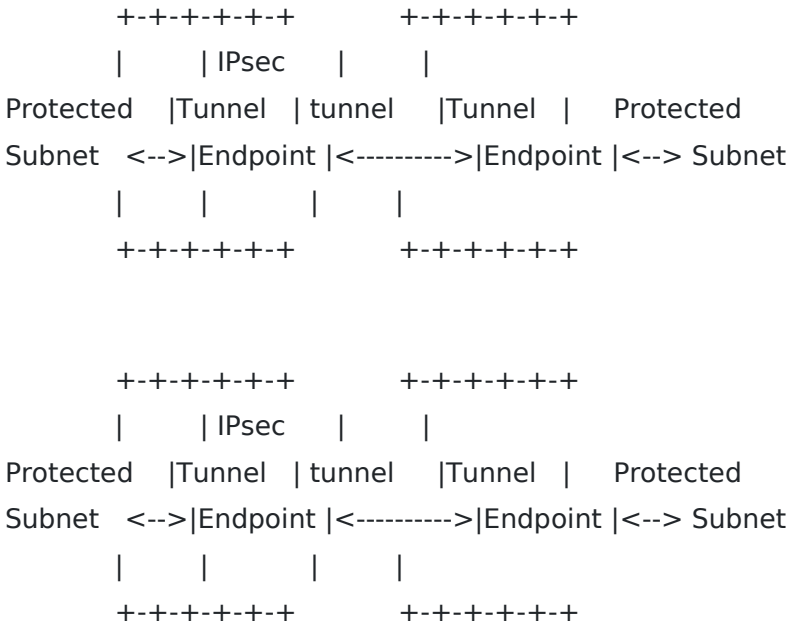 +-+-+-+-+-+ +-+-+-+-+-+
| | IPsec | |
Protected |Tunnel | tunnel |Tunnel | Protected
Subnet <-->|Endpoint |<---------->|Endpoint |<--> Subnet
| | | |
+-+-+-+-+-+ +-+-+-+-+-+
+-+-+-+-+-+ +-+-+-+-+-+
| | IPsec | |
Protected |Tunnel | tunnel |Tunnel | Protected
Subnet <-->|Endpoint |<---------->|Endpoint |<--> Subnet
| | | |
+-+-+-+-+-+ +-+-+-+-+-+